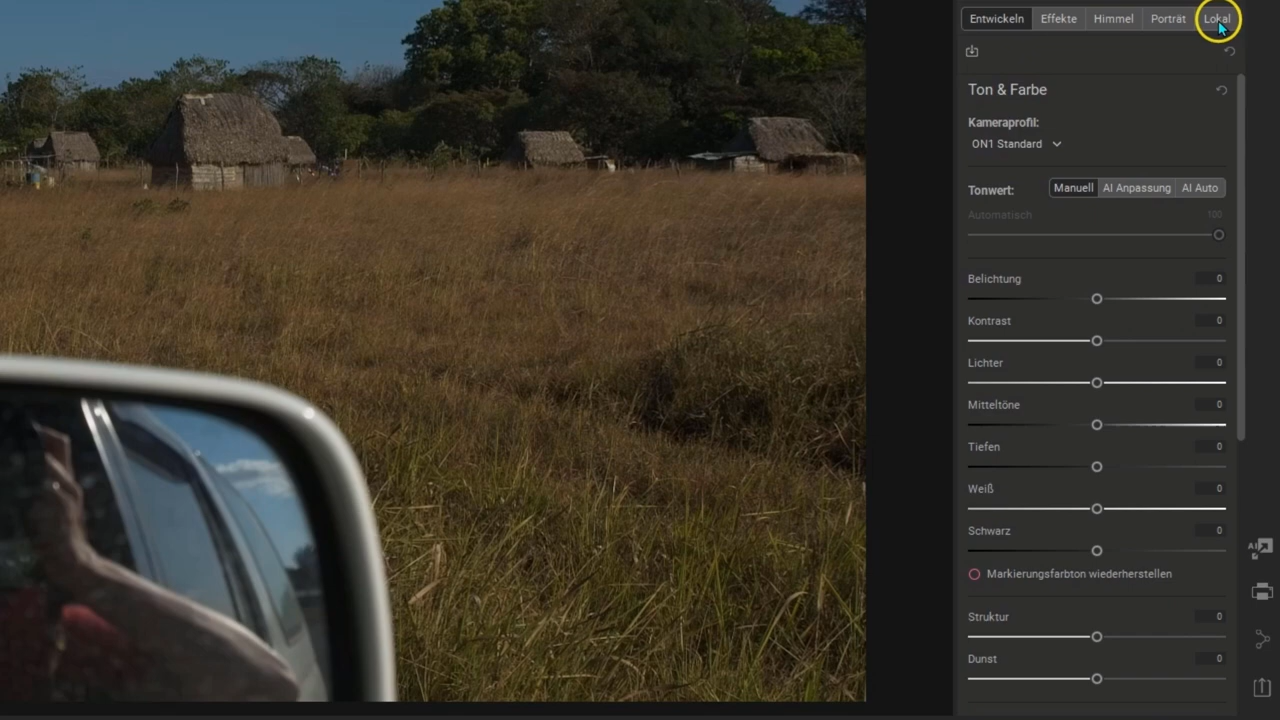 Entwickeln Effekte Himmel Porträt Lokal
Ton & Farbe
Kameraprofil:
ON1 Standard
Tonwert: Manuell AI Anpassung AI Auto
Automatisch 100
Belichtung 0
Kontrast 0
Lichter 0
Mitteltöne 0
Tiefen 0
Weiß 0
Schwarz 0
AI
Markierungsfarbton wiederherstellen
Struktur 0
Dunst 0